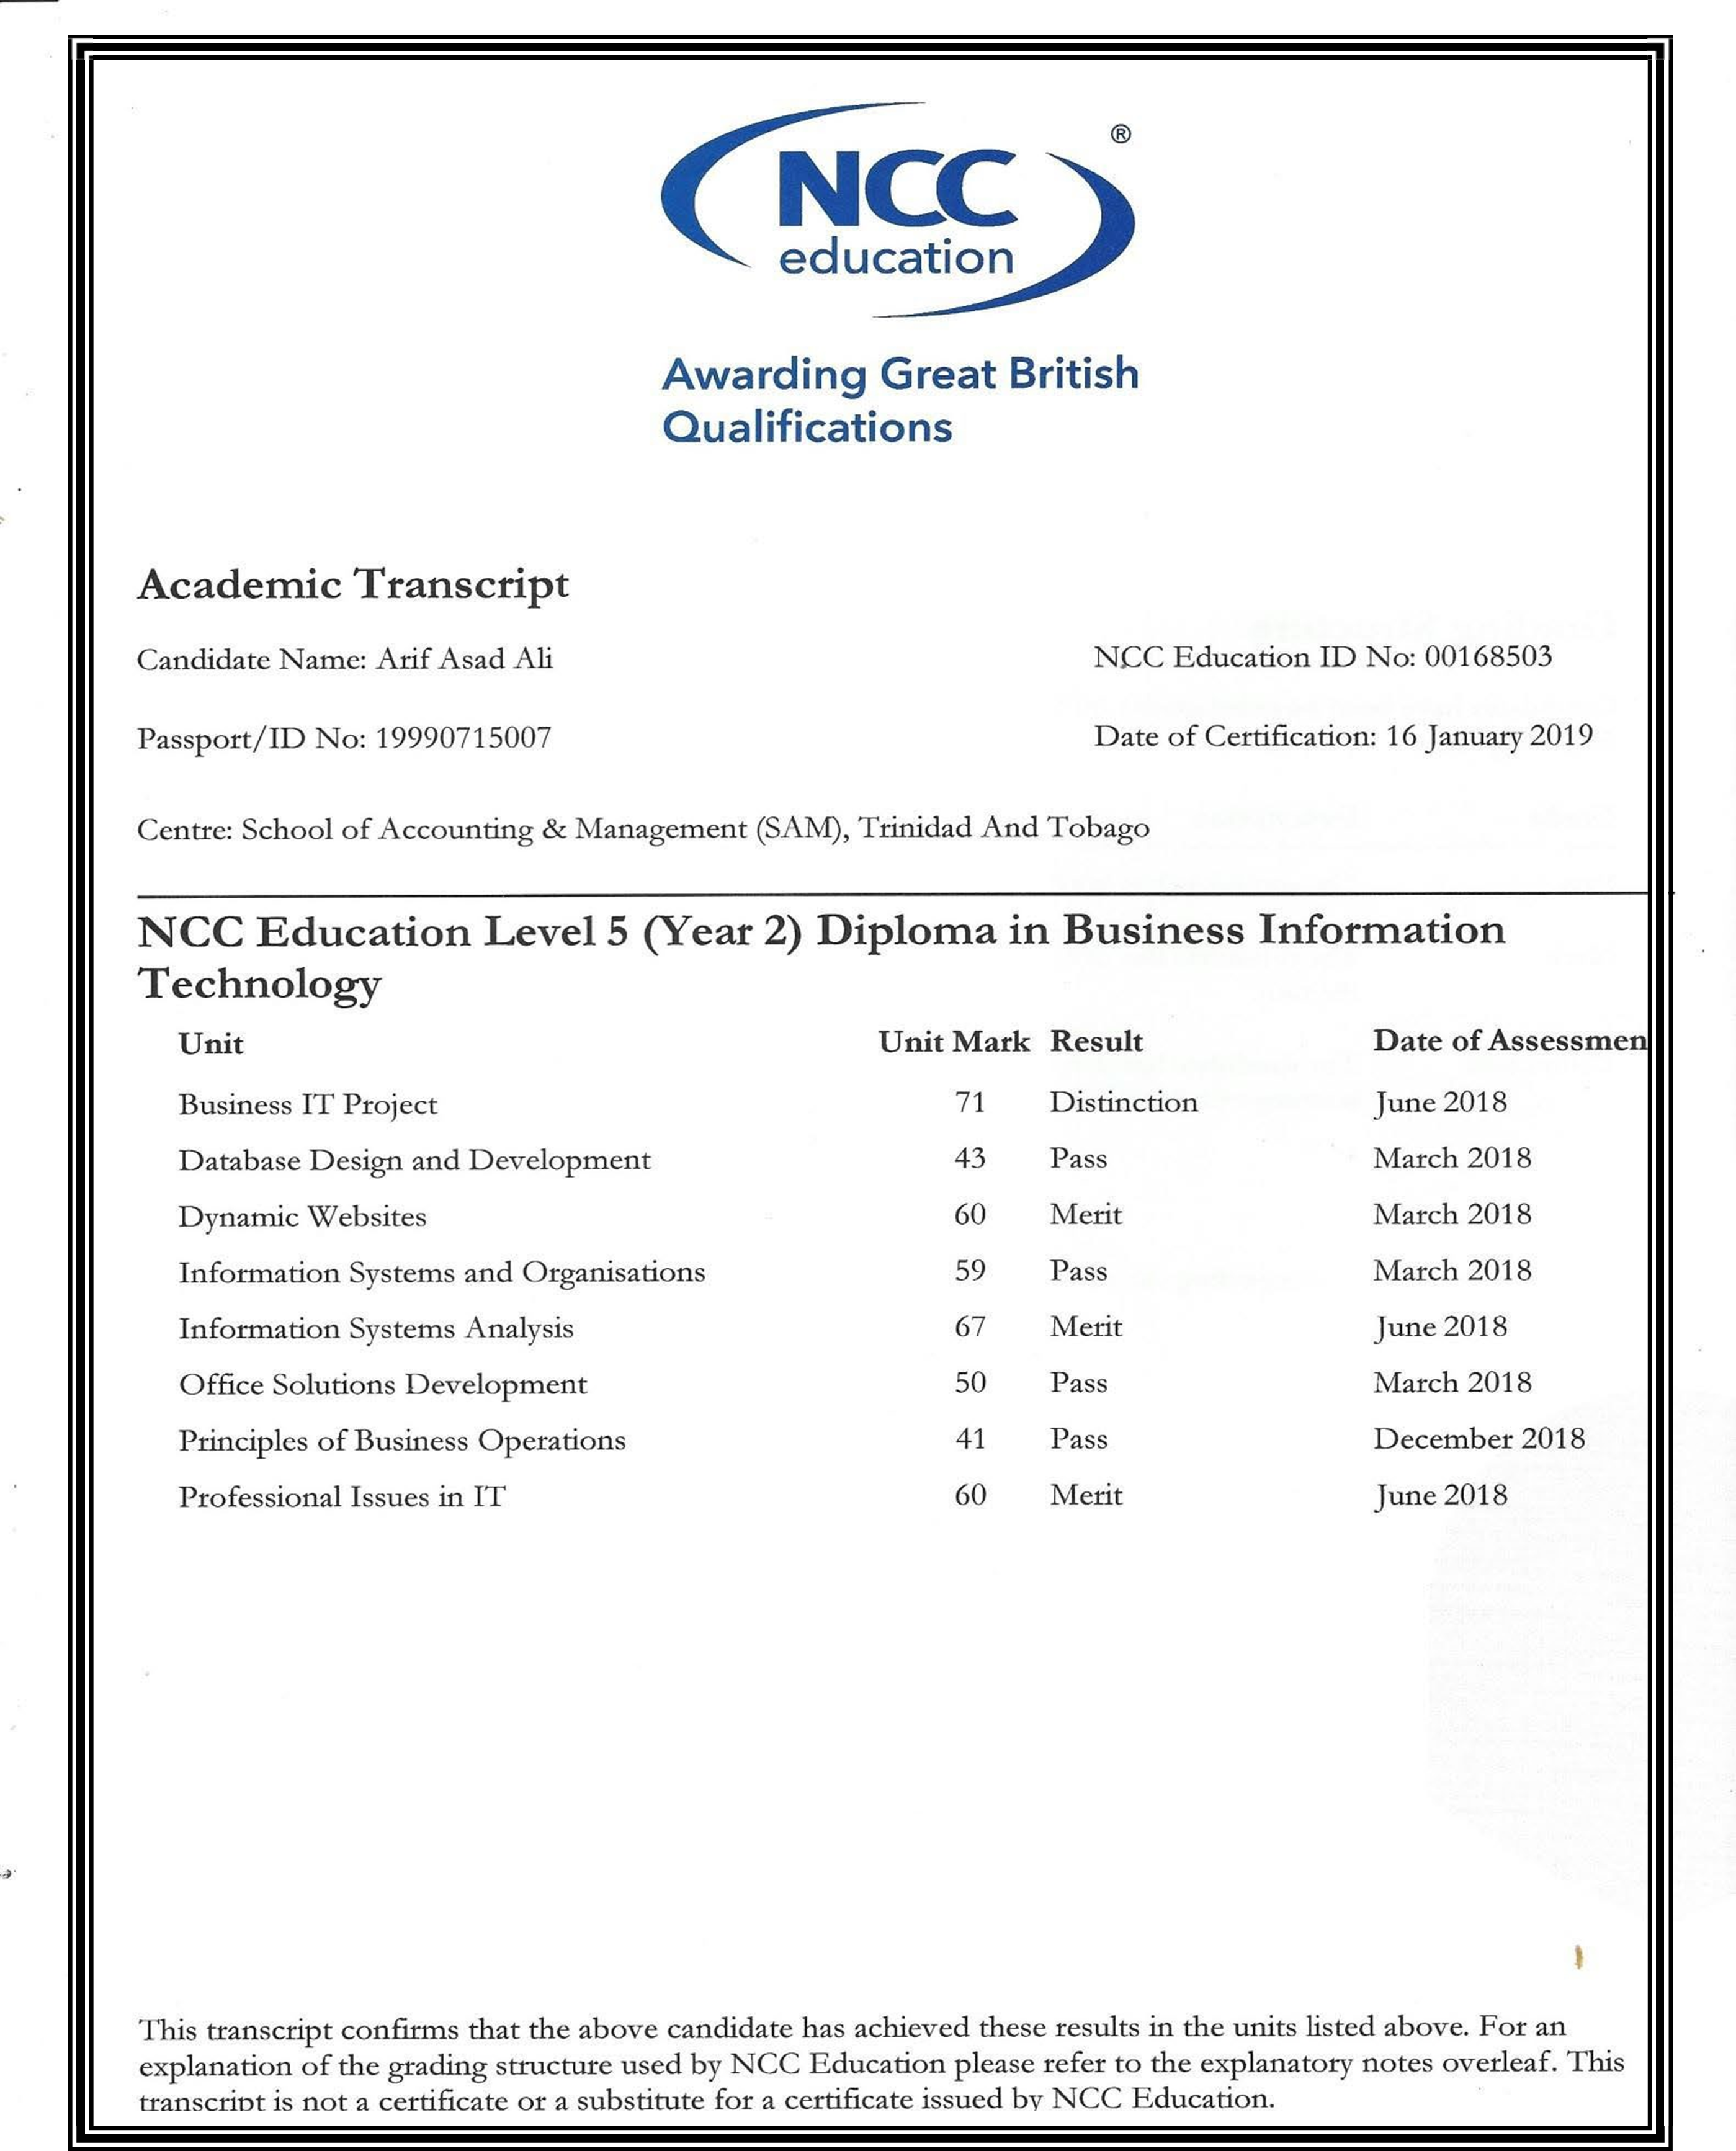 NCC ®
education
Awarding Great British
Qualifications
Academic Transcript
Candidate Name: Arif Asad Ali NCC Education ID No: 00168503
Passport/ID No: 19990715007 Date of Certification: 16 January 2019
Centre: School of Accounting & Management (SAM), Trinidad And Tobago
NCC Education Level 5 (Year 2) Diploma in Business Information
Technology
Unit Unit Mark Result Date of Assessmen
Business IT Project 71 Distinction June 2018
Database Design and Development 43 Pass March 2018
Dynamic Websites 60 Merit March 2018
Information Systems and Organisations 59 Pass March 2018
Information Systems Analysis 67 Merit June 2018
Office Solutions Development 50 Pass March 2018
Principles of Business Operations 41 Pass December 2018
Professional Issues in IT 60 Merit June 2018
This transcript confirms that the above candidate has achieved these results in the units listed above. For an
explanation of the grading structure used by NCC Education please refer to the explanatory notes overleaf. This
transcript is not a certificate or a substitute for a certificate issued by NCC Education.